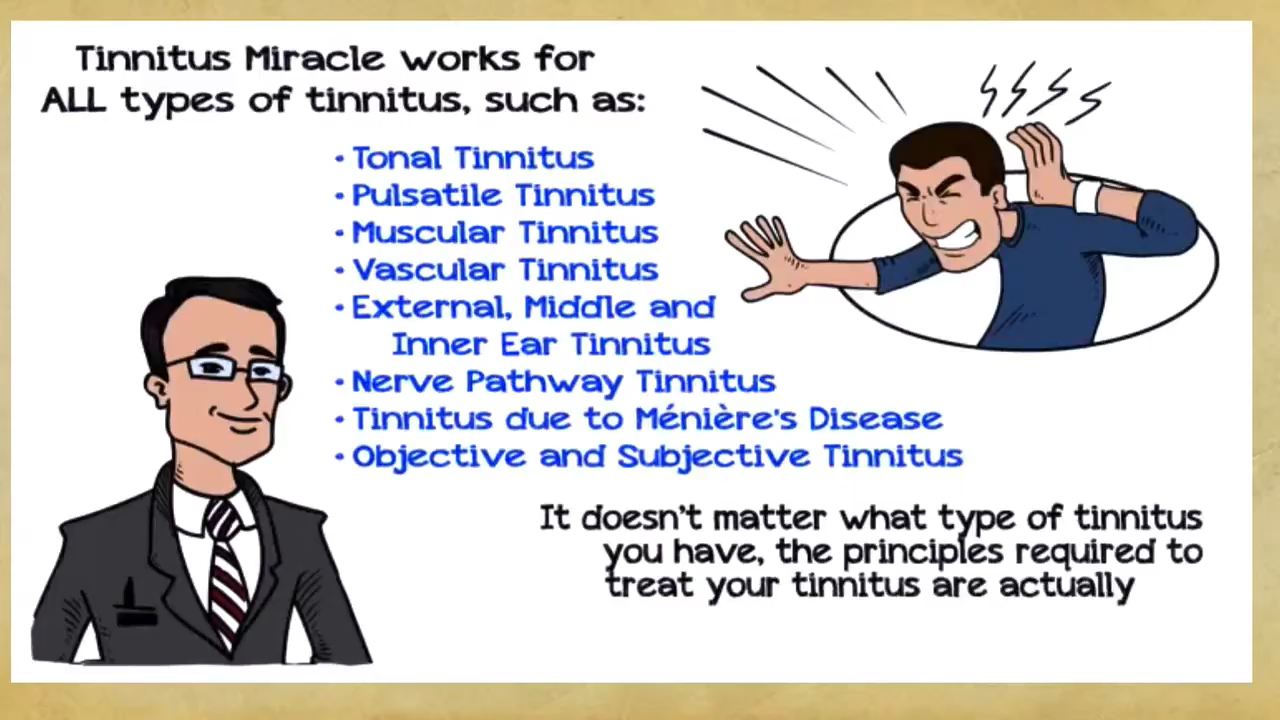 Tinnitus Miracle works for
ALL types of tinnitus, such as:
• Tonal Tinnitus
• Pulsatile Tinnitus
• Muscular Tinnitus
• Vascular Tinnitus
• External, Middle and
Inner Ear Tinnitus
• Nerve Pathway Tinnitus
• Tinnitus due to Ménière's Disease
• Objective and Subjective Tinnitus
It doesn't matter what type of tinnitus
you have, the principles required to
treat your tinnitus are actually